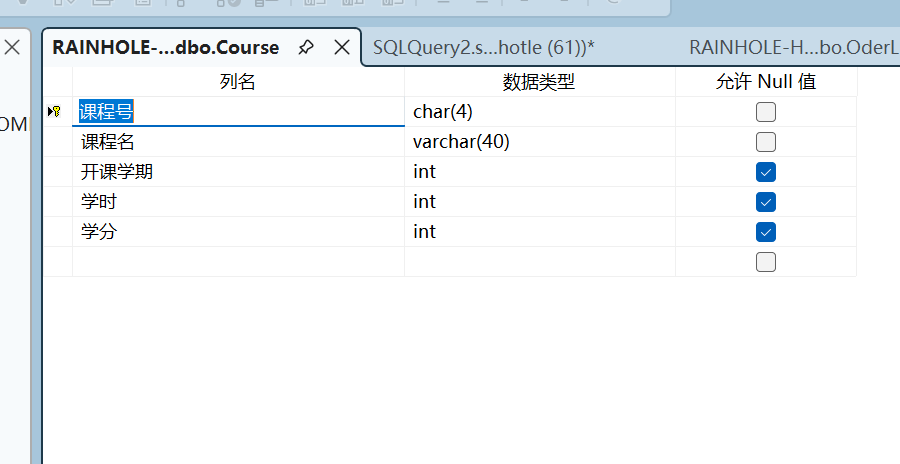 RAINHOLE-...dbo.Course
SQLQuery2.s...hotle (61))*
RAINHOLE-H...bo.OderL
OM
列名 数据类型 允许 Null 值
课程号 char(4)
课程名 varchar(40)
开课学期 int
学时 int
学分 int